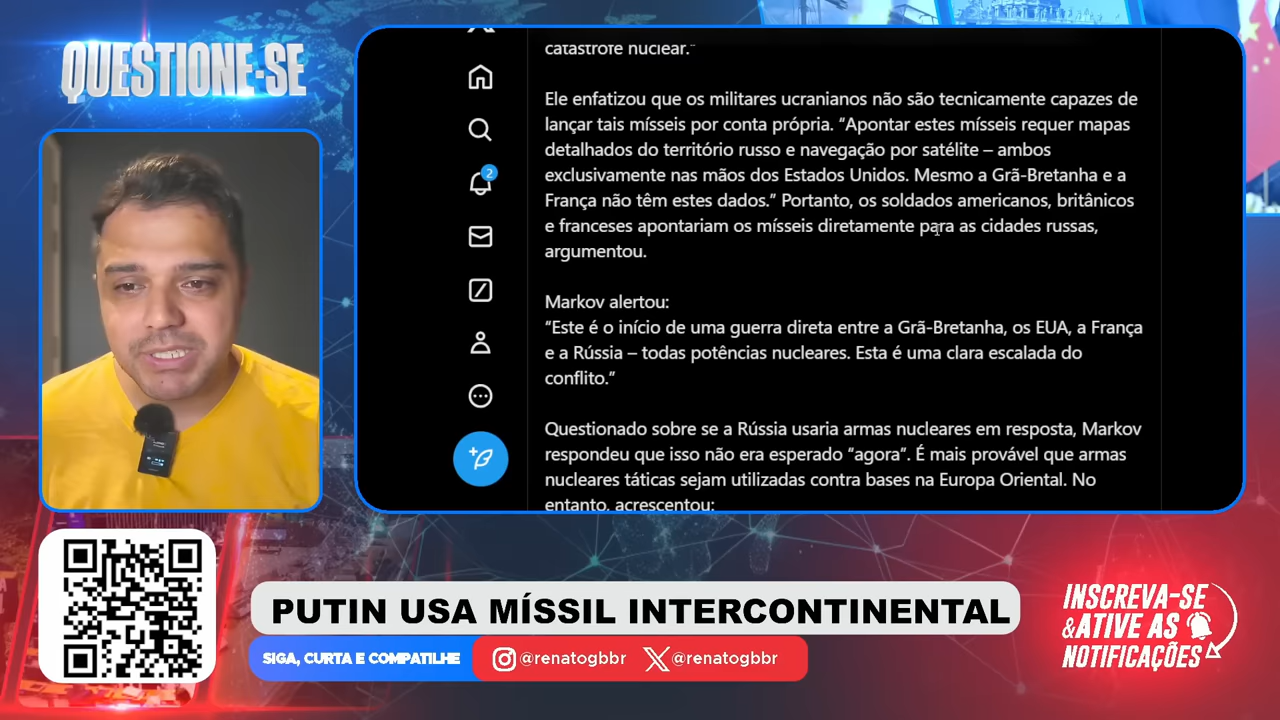 QUESTIONE-SE
catástrofe nuclear.”
Ele enfatizou que os militares ucranianos não são tecnicamente capazes de
lançar tais mísseis por conta própria. “Apontar estes mísseis requer mapas
detalhados do território russo e navegação por satélite – ambos
exclusivamente nas mãos dos Estados Unidos. Mesmo a Grã-Bretanha e a
França não têm estes dados.” Portanto, os soldados americanos, britânicos
e franceses apontariam os mísseis diretamente para as cidades russas,
argumentou.
Markov alertou:
“Este é o início de uma guerra direta entre a Grã-Bretanha, os EUA, a França
e a Rússia – todas potências nucleares. Esta é uma clara escalada do
conflito.”
Questionado sobre se a Rússia usaria armas nucleares em resposta, Markov
respondeu que isso não era esperado “agora”. É mais provável que armas
nucleares táticas sejam utilizadas contra bases na Europa Oriental. No
entanto, acrescentou:
2
PUTIN USA MÍSSIL INTERCONTINENTAL
SIGA, CURTA E COMPATILHE
@renatogbbr
@renatogbbr
INSCREVA-SE
&ATIVE AS
NOTIFICAÇÕES